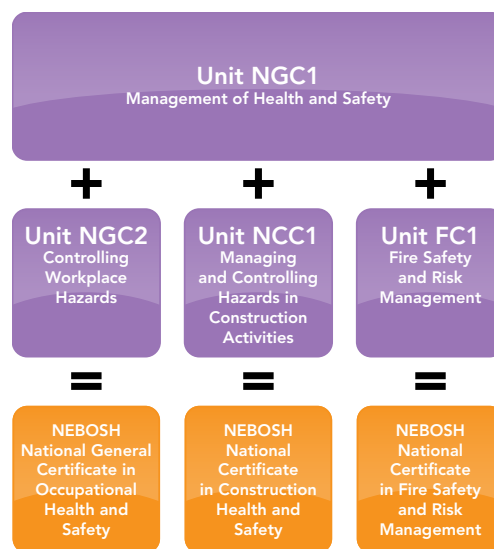 Unit NGC1
Management of Health and Safety
+ + +
Unit NGC2
Controlling
Workplace
Hazards
Unit NCC1
Managing
and Controlling
Hazards in
Construction
Activities
Unit FC1
Fire Safety
and Risk
Management
= = =
NEBOSH
National General
Certificate in
Occupational
Health and
Safety
NEBOSH
National
Certificate
in Construction
Health and
Safety
NEBOSH
National
Certificate
in Fire Safety
and Risk
Management